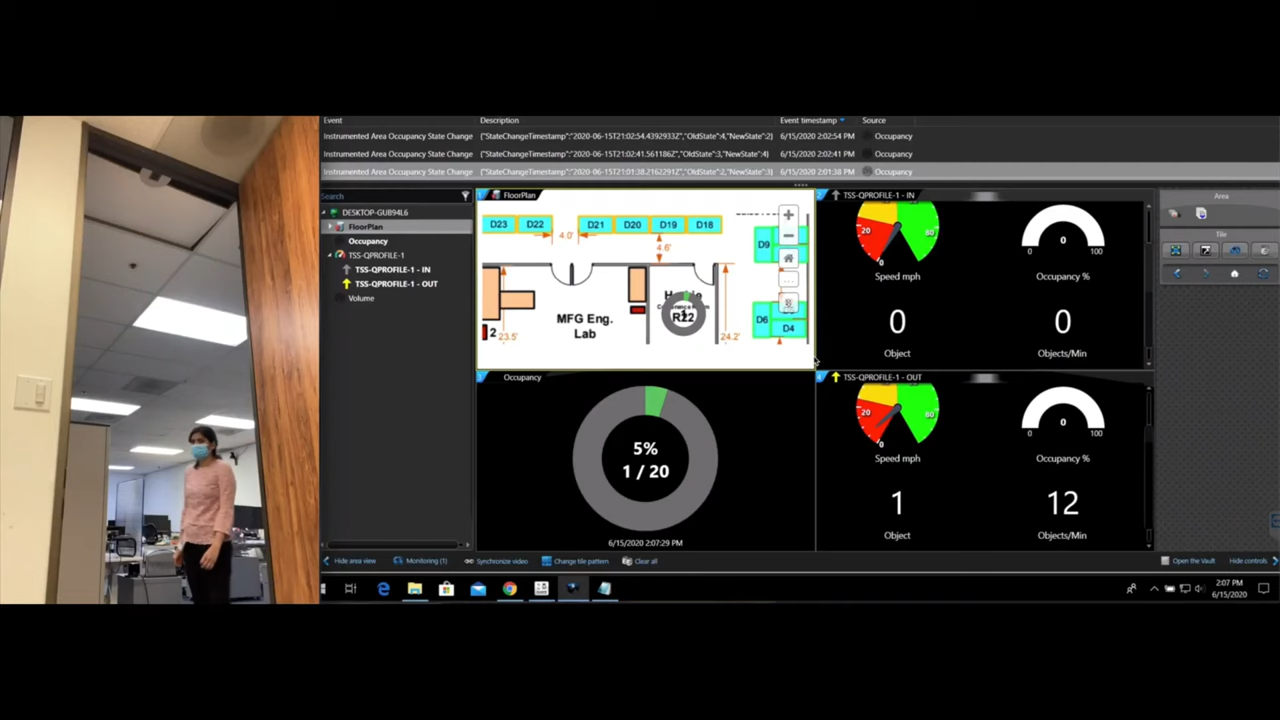 Event Description Event timestamp Source
Instrumented Area Occupancy State Change {"StateChangeTimestamp":"2020-06-15T21:02:54.4392933Z","OldState":4,"NewState":2} 6/15/2020 2:02:54 PM Occupancy
Instrumented Area Occupancy State Change {"StateChangeTimestamp":"2020-06-15T21:02:41.561186Z","OldState":3,"NewState":4} 6/15/2020 2:02:41 PM Occupancy
Instrumented Area Occupancy State Change {"StateChangeTimestamp":"2020-06-15T21:01:38.2162291Z","OldState":2,"NewState":3} 6/15/2020 2:01:38 PM Occupancy
Search
DESKTOP-GUB94L6
FloorPlan
Occupancy
TSS-QPROFILE-1
TSS-QPROFILE-1 - IN
TSS-QPROFILE-1 - OUT
Volume
1 FloorPlan
D23 D22 D21 D20 D19 D18
4.0' 4.6' D9
MFG Eng.
Lab
R12
D6 D4
2 23.5' 24.2'
2 TSS-QPROFILE-1 - IN
20 80
0 0 0 100
Speed mph Occupancy %
0 0
Object Objects/Min
3 Occupancy
5%
1 / 20
6/15/2020 2:07:29 PM
4 TSS-QPROFILE-1 - OUT
20 80
0 0 0 100
Speed mph Occupancy %
1 12
Object Objects/Min
Area
Tile
Hide area view Monitoring (1) Synchronize video Change tile pattern Clear all Open the Vault Hide controls
2:07 PM
6/15/2020